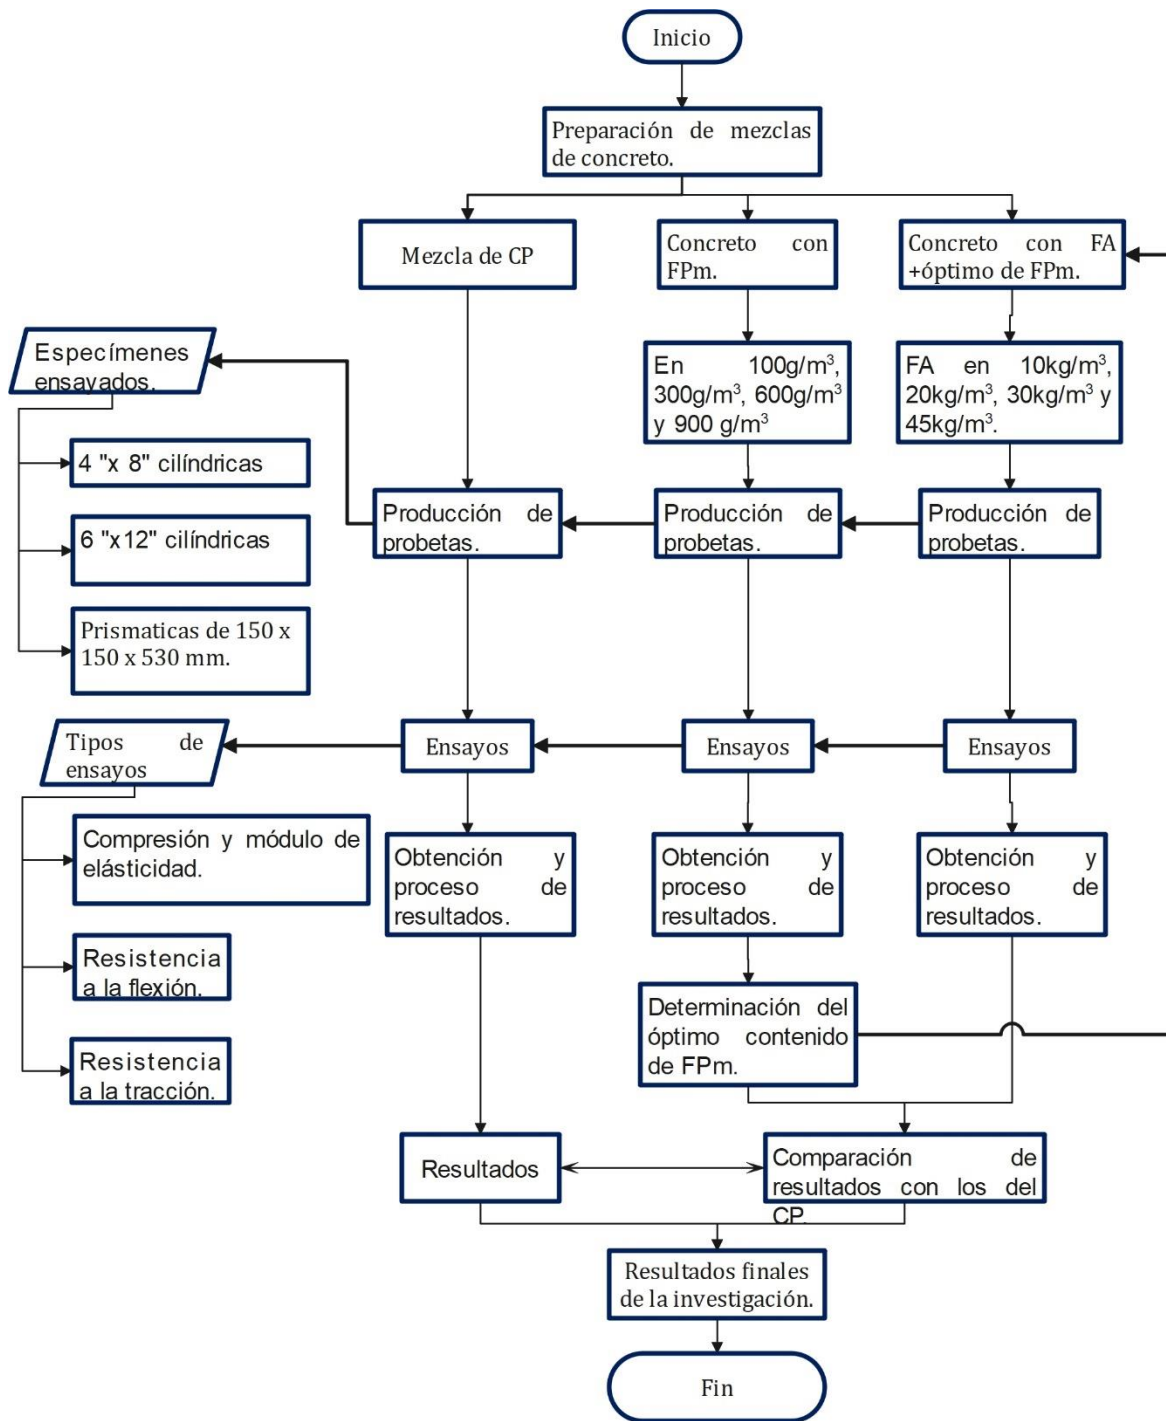 Inicio
Preparación de mezclas
de concreto.
Mezcla de CP
Concreto con
FPm.
Concreto con FA
+óptimo de FPm.
Especímenes
ensayados.
En 100g/m³,
300g/m³, 600g/m³
y 900 g/m³
FA en 10kg/m³,
20kg/m³, 30kg/m³ y
45kg/m³.
4 "x 8" cilíndricas
6 "x12" cilíndricas
Prismaticas de 150 x
150 x 530 mm.
Producción de
probetas.
Producción de
probetas.
Producción de
probetas.
Tipos de
ensayos
Ensayos
Ensayos
Ensayos
Compresión y módulo de
elásticidad.
Resistencia
a la flexión.
Resistencia
a la tracción.
Obtención y
proceso de
resultados.
Obtención y
proceso de
resultados.
Obtención y
proceso de
resultados.
Determinación del
óptimo contenido
de FPm.
Resultados
Comparación de
resultados con los del
CP.
Resultados finales
de la investigación.
Fin